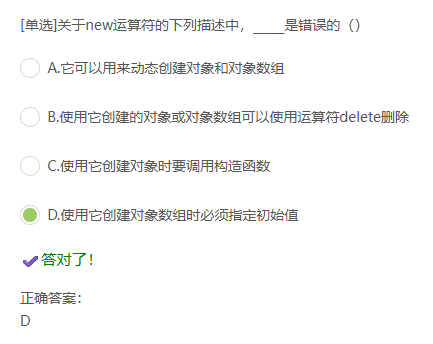 [单选]关于new运算符的下列描述中，____是错误的（）
A.它可以用来动态创建对象和对象数组
B.使用它创建的对象或对象数组可以使用运算符delete删除
C.使用它创建对象时要调用构造函数
D.使用它创建对象数组时必须指定初始值
答对了！
正确答案：
D